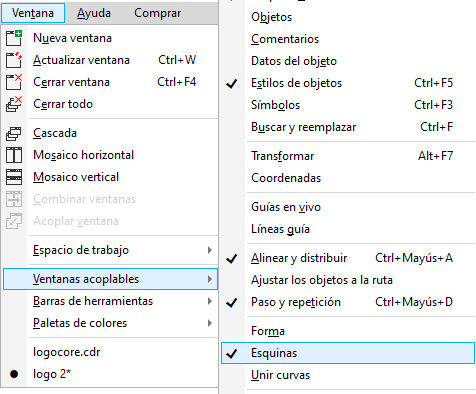 Ventana Ayuda Comprar
Nueva ventana
Actualizar ventana Ctrl+W
Cerrar ventana Ctrl+F4
Cerrar todo
Cascada
Mosaico horizontal
Mosaico vertical
Combinar ventanas
Acoplar ventana
Espacio de trabajo
Ventanas acoplables
Barras de herramientas
Paletas de colores
logocore.cdr
logo 2*
Objetos
Comentarios
Datos del objeto
Estilos de objetos Ctrl+F5
Símbolos Ctrl+F3
Buscar y reemplazar Ctrl+F
Transformar Alt+F7
Coordenadas
Guías en vivo
Líneas guía
Alinear y distribuir Ctrl+Mayús+A
Ajustar los objetos a la ruta
Paso y repetición Ctrl+Mayús+D
Forma
Esquinas
Unir curvas